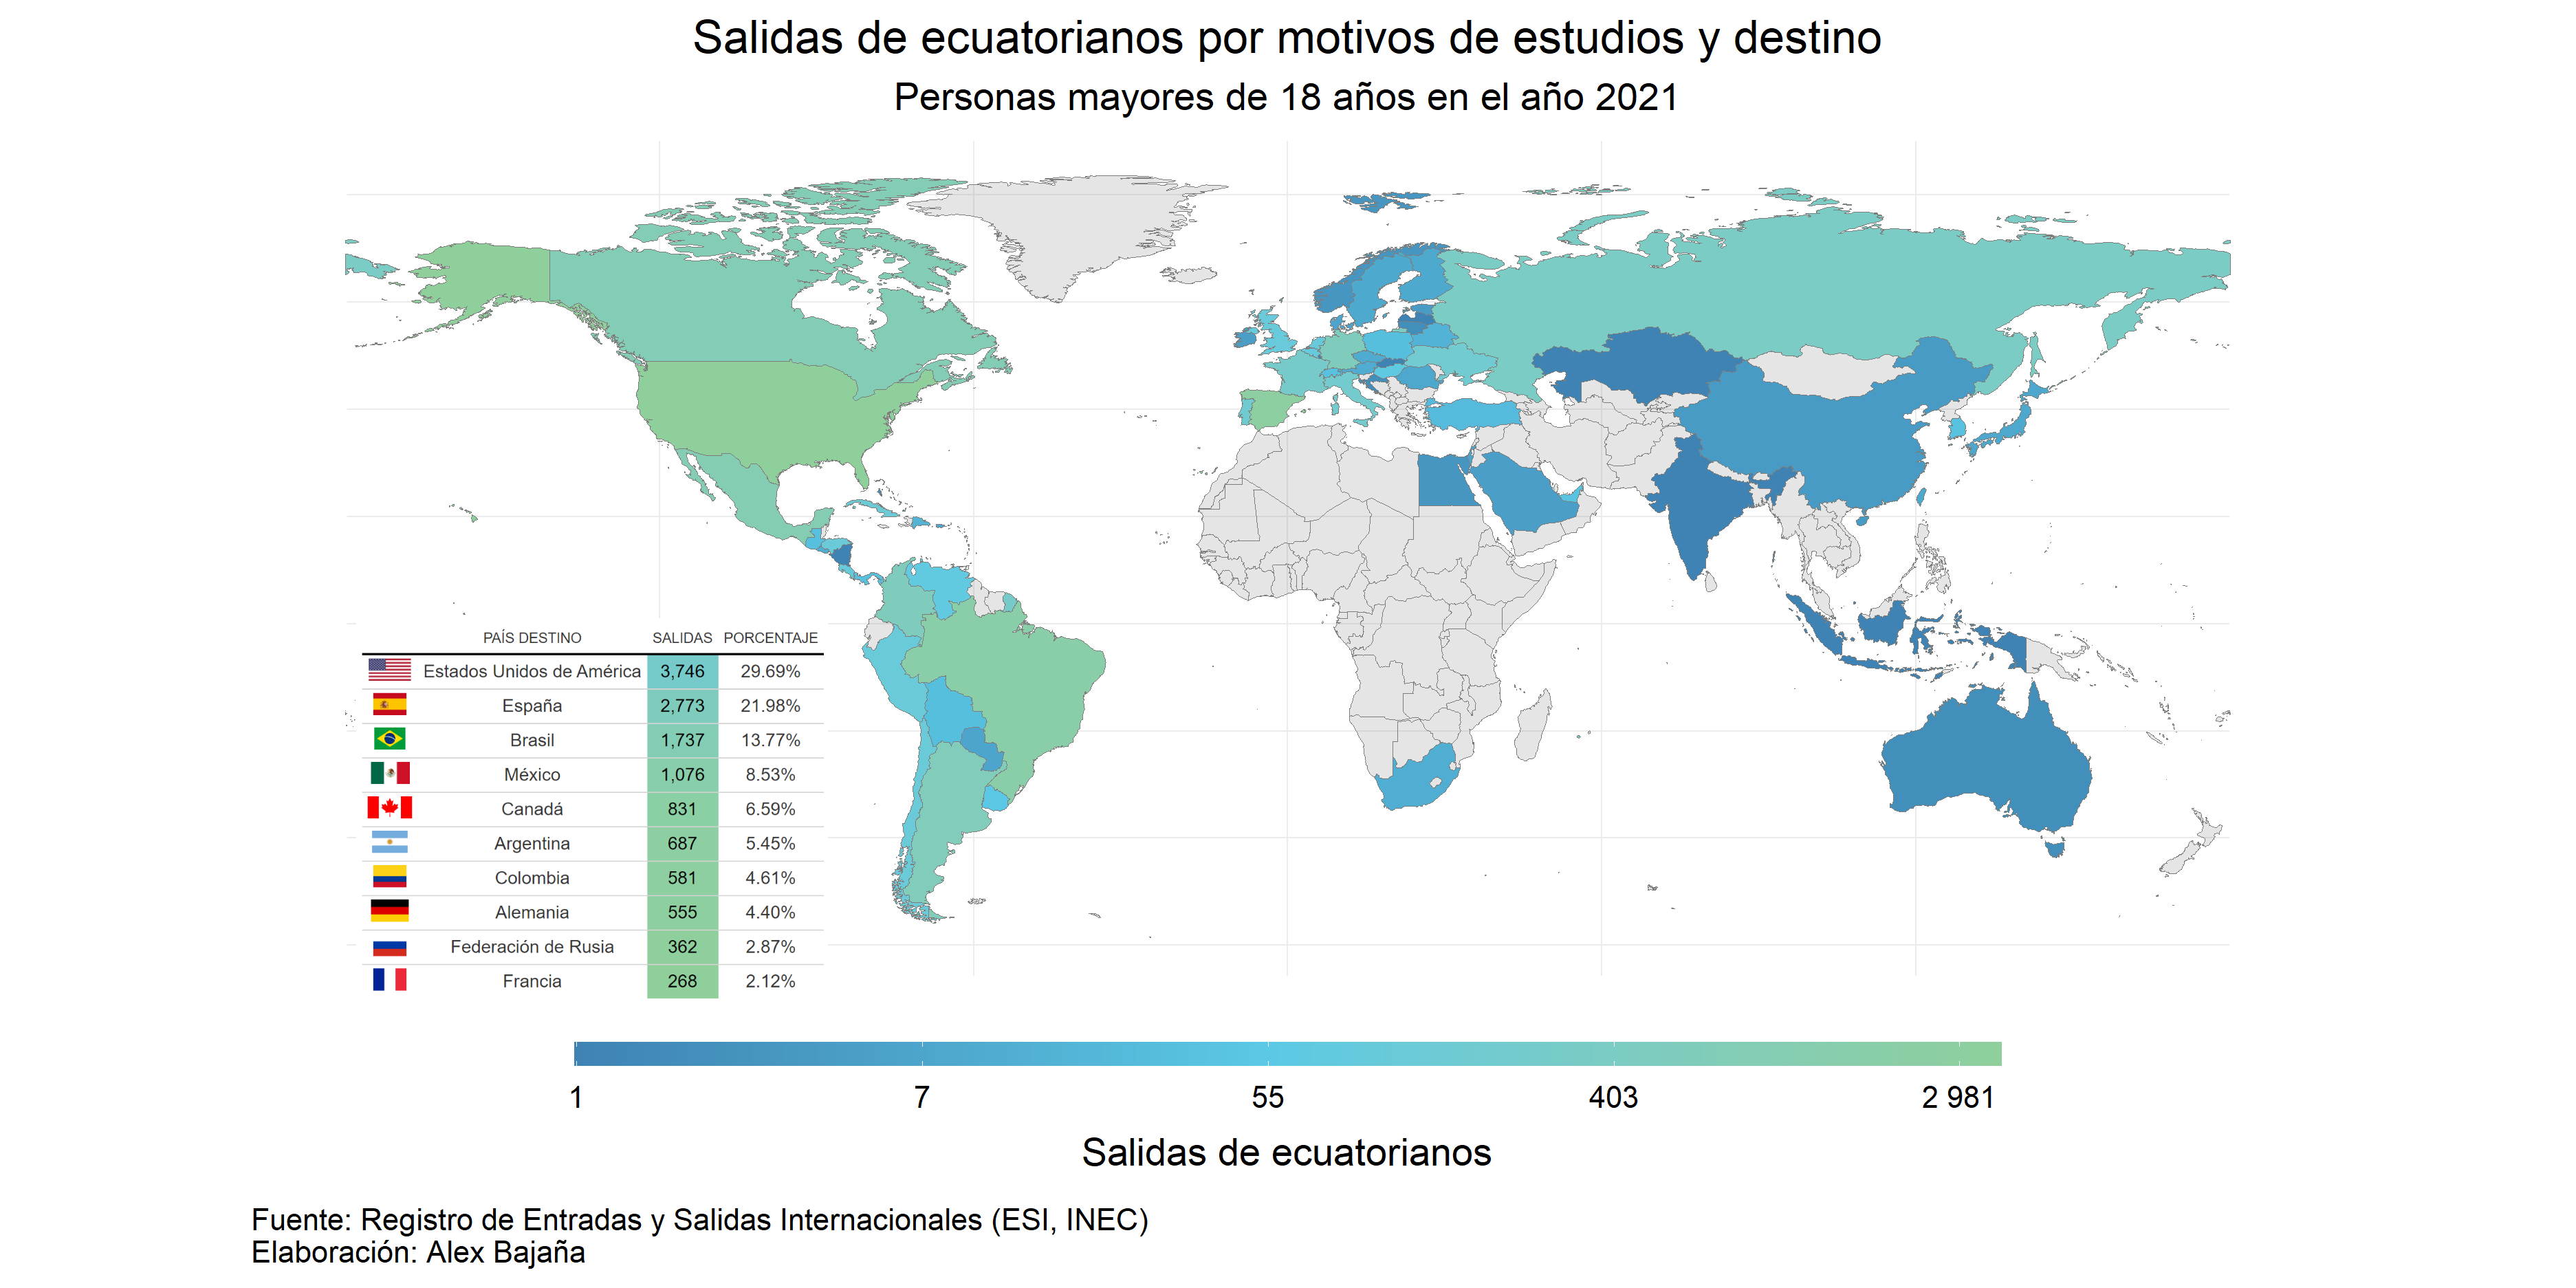 Salidas de ecuatorianos por motivos de estudios y destino
Personas mayores de 18 años en el año 2021
PAÍS DESTINO SALIDAS PORCENTAJE
Estados Unidos de América 3,746 29.69%
España 2,773 21.98%
Brasil 1,737 13.77%
México 1,076 8.53%
Canadá 831 6.59%
Argentina 687 5.45%
Colombia 581 4.61%
Alemania 555 4.40%
Federación de Rusia 362 2.87%
Francia 268 2.12%
1 7 55 403 2 981
Salidas de ecuatorianos
Fuente: Registro de Entradas y Salidas Internacionales (ESI, INEC)
Elaboración: Alex Bajaña